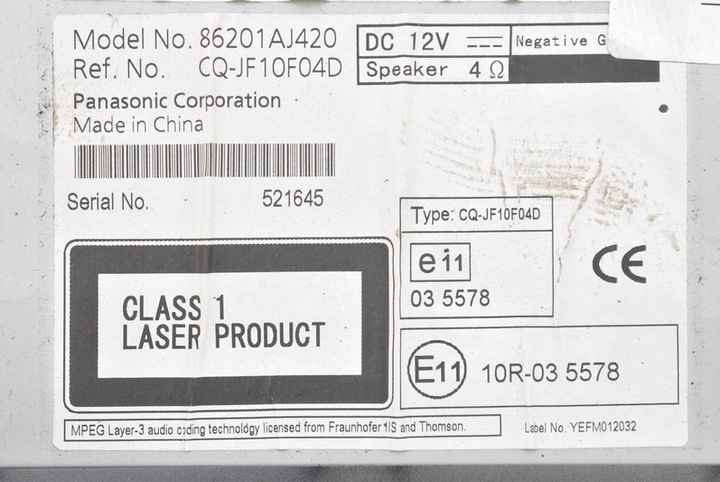 Model No. 86201AJ420
Ref. No. CQ-JF10F04D
Panasonic Corporation
Made in China
DC 12V
Negative
Speaker 4 Ω
Serial No. 521645
Type: CQ-JF10F04D
e11
03 5578
CE
CLASS 1
LASER PRODUCT
E11 10R-03 5578
MPEG Layer-3 audio coding technology licensed from Fraunhofer IIS and Thomson.
Label No. YEFM012032